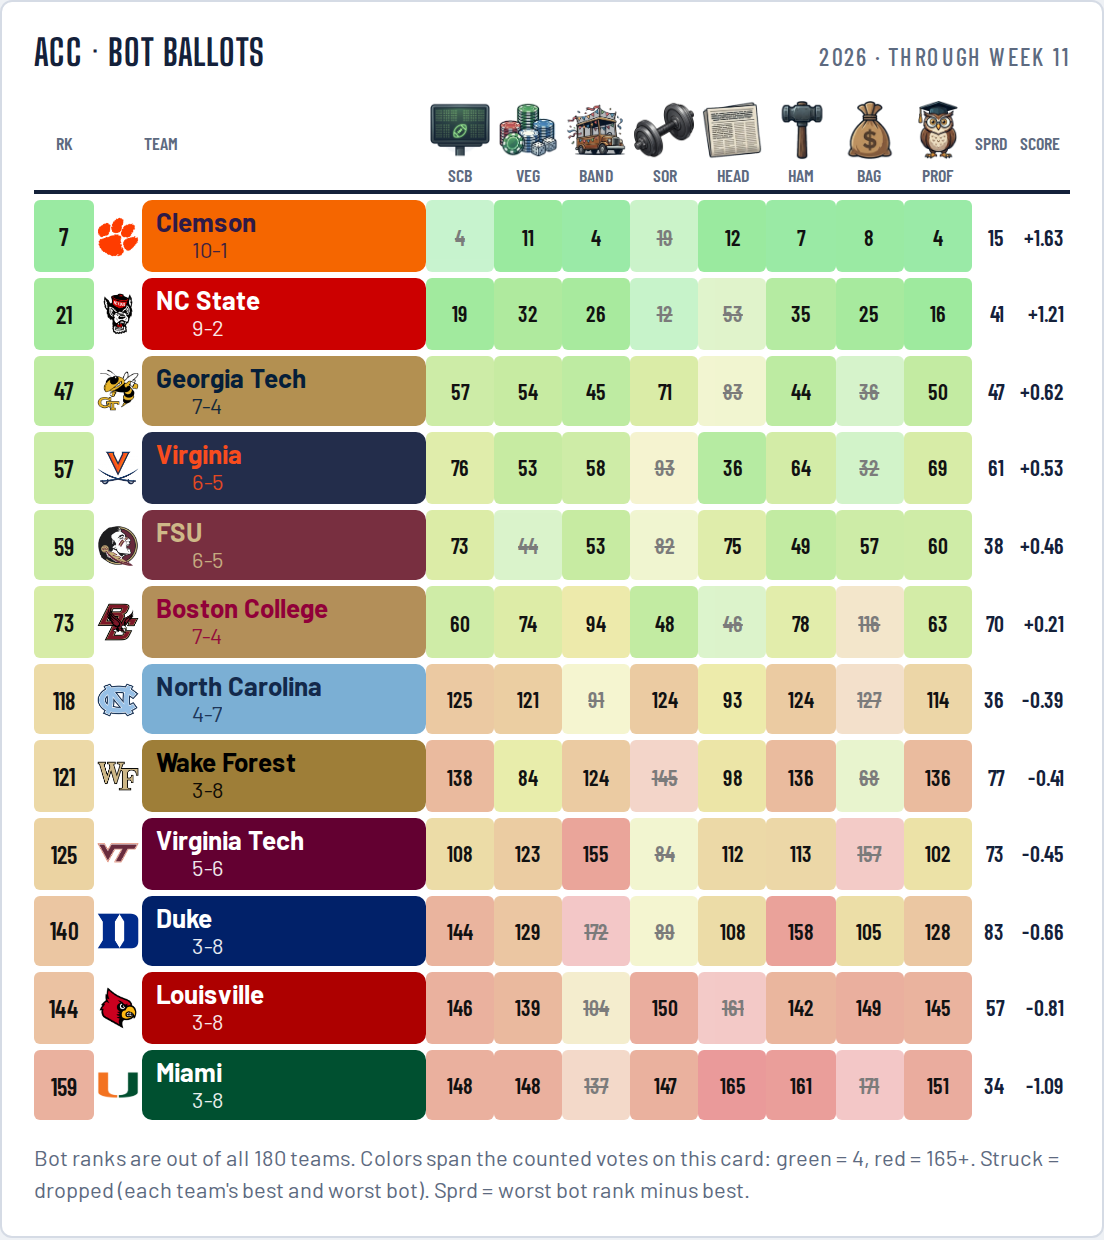 ACC · BOT BALLOTS
2026 · THROUGH WEEK 11
RK TEAM SCB VEG BAND SOR HEAD HAM BAG PROF SPRD SCORE
7 Clemson 10-1 4 11 4 19 12 7 8 4 15 +1.63
21 NC State 9-2 19 32 26 12 53 35 25 16 41 +1.21
47 Georgia Tech 7-4 57 54 45 71 83 44 36 50 47 +0.62
57 Virginia 6-5 76 53 58 93 36 64 32 69 61 +0.53
59 FSU 6-5 73 44 53 82 75 49 57 60 38 +0.46
73 Boston College 7-4 60 74 94 48 46 78 116 63 70 +0.21
118 North Carolina 4-7 125 121 91 124 93 124 127 114 36 -0.39
121 Wake Forest 3-8 138 84 124 145 98 136 68 136 77 -0.41
125 Virginia Tech 5-6 108 123 155 84 112 113 157 102 73 -0.45
140 Duke 3-8 144 129 172 89 108 158 105 128 83 -0.66
144 Louisville 3-8 146 139 104 150 161 142 149 145 57 -0.81
159 Miami 3-8 148 148 137 147 165 161 171 151 34 -1.09
Bot ranks are out of all 180 teams. Colors span the counted votes on this card: green = 4, red = 165+. Struck =
dropped (each team's best and worst bot). Sprd = worst bot rank minus best.